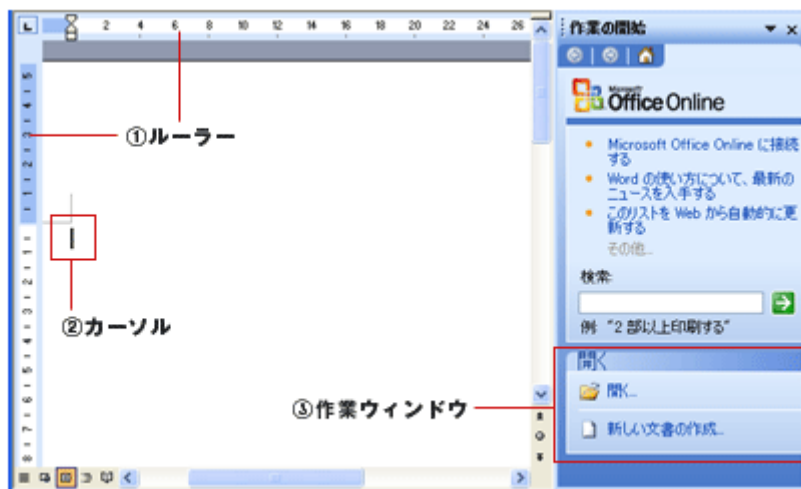 2 4 6 8 10 12 14 16 18 20 22 24 26
作業の開始
Microsoft
Office Online
①ルーラー
Microsoft Office Online に接続
する
Word の使い方について、最新の
ニュースを入手する
このリストを Web から自動的に更
新する
その他...
②カーソル
検索:
例: "2 部以上印刷する"
開く
③作業ウィンドウ
開く...
新しい文書の作成...